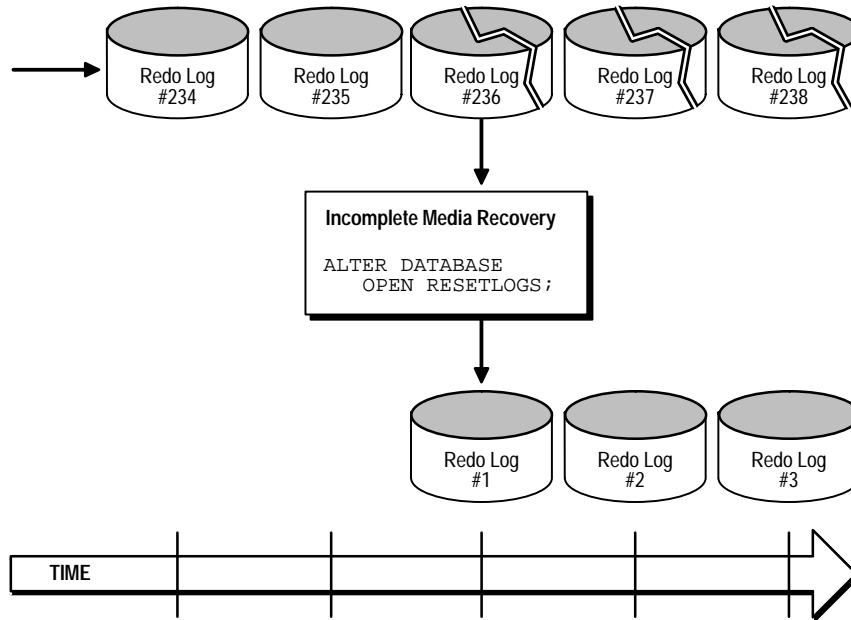 Redo Log
#234
Redo Log
#235
Redo Log
#236
Redo Log
#237
Redo Log
#238
Incomplete Media Recovery
ALTER DATABASE
OPEN RESETLOGS;
Redo Log
#1
Redo Log
#2
Redo Log
#3
TIME